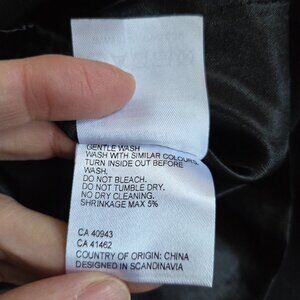 GENTLE WASH
WASH WITH SIMILAR COLOURS
TURN INSIDE OUT BEFORE
WASH.
DO NOT BLEACH.
DO NOT TUMBLE DRY.
NO DRY CLEANING.
SHRINKAGE MAX 5%
CA 40943
CA 41462
COUNTRY OF ORIGIN: CHINA
DESIGNED IN SCANDINAVIA